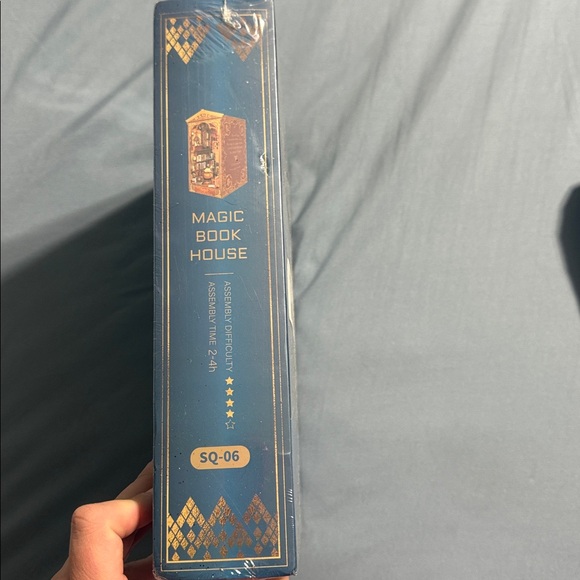 MAGIC
BOOK
HOUSE
ASSEMBLY DIFFICULTY
ASSEMBLY TIME 2-4h
SQ-06